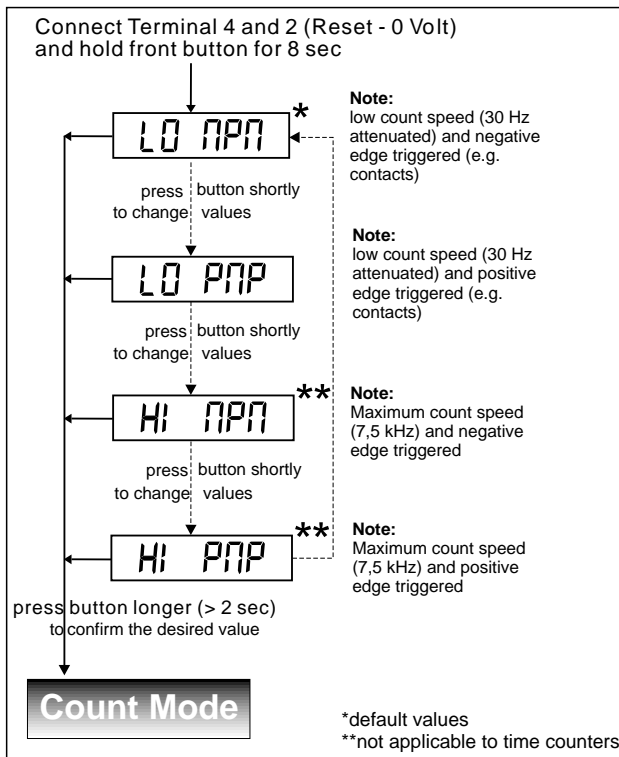 Connect Terminal 4 and 2 (Reset - 0 Volt)
and hold front button for 8 sec
LO NPN *
Note:
low count speed (30 Hz
attenuated) and negative
edge triggered (e.g.
contacts)
press button shortly
to change values
LO PNP
Note:
low count speed (30 Hz
attenuated) and positive
edge triggered (e.g.
contacts)
press button shortly
to change values
HI NPN **
Note:
Maximum count speed
(7,5 kHz) and negative
edge triggered
press button shortly
to change values
HI PNP **
Note:
Maximum count speed
(7,5 kHz) and positive
edge triggered
press button longer (> 2 sec)
to confirm the desired value
Count Mode
*default values
**not applicable to time counters